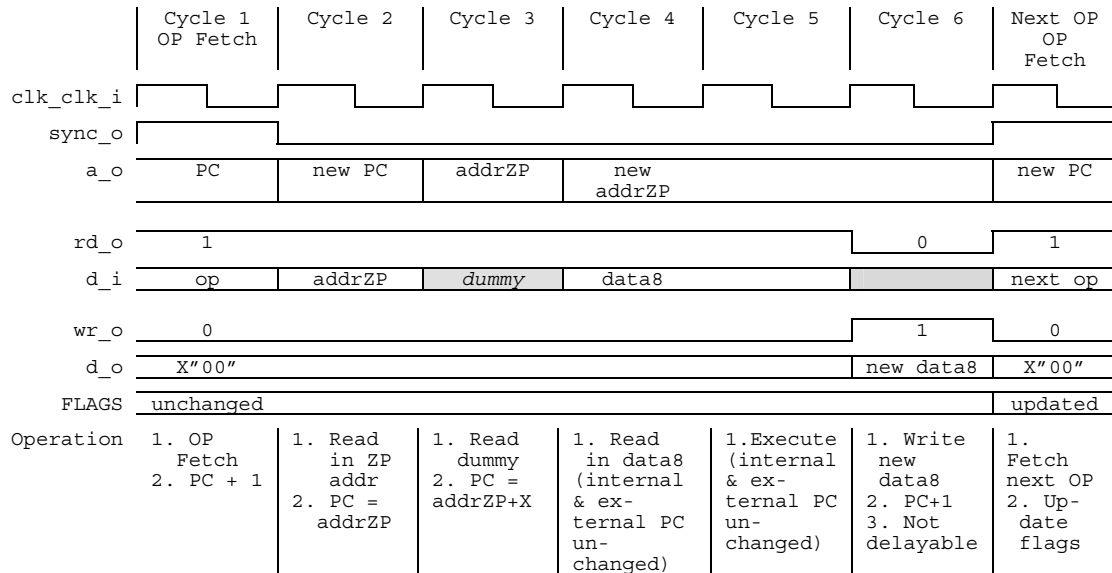 Cycle 1 Cycle 2 Cycle 3 Cycle 4 Cycle 5 Cycle 6 Next OP
OP Fetch OP
Fetch
clk_clk_i
sync_o
a_o PC new PC addrZP new new PC
addrZP
rd_o 1 0 1
d_i op addrZP dummy data8 next op
wr_o 0 1 0
d_o X"00" new data8 X"00"
FLAGS unchanged updated
Operation 1. OP 1. Read 1. Read 1. Read 1.Execute 1. Write 1.
Fetch in ZP dummy in data8 (internal new Fetch
2. PC + 1 addr 2. PC = (internal & ex- data8 next OP
2. PC = addrZP+X & ex- ternal PC 2. PC+1 2. Up-
addrZP ternal PC un- 3. Not date
un- changed) delayable flags
changed)